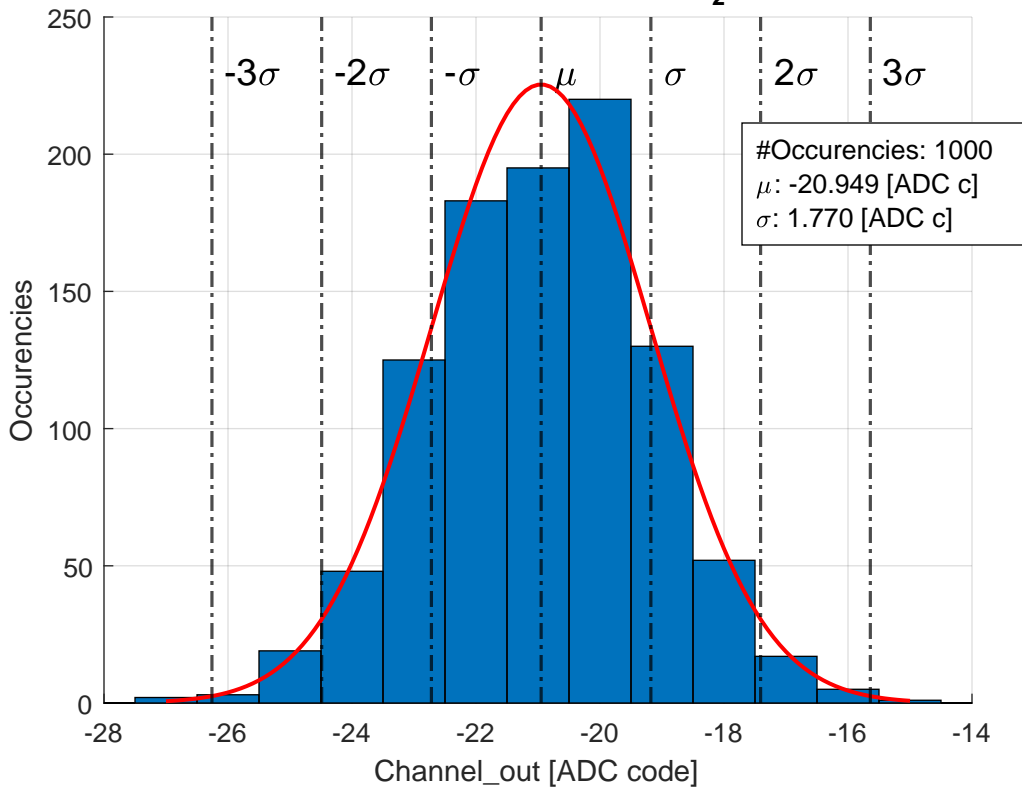 2
250
-3σ -2σ -σ μ σ 2σ 3σ
200
#Occurencies: 1000
μ: -20.949 [ADC c]
σ: 1.770 [ADC c]
150
Occurencies
100
50
0
-28 -26 -24 -22 -20 -18 -16 -14
Channel_out [ADC code]